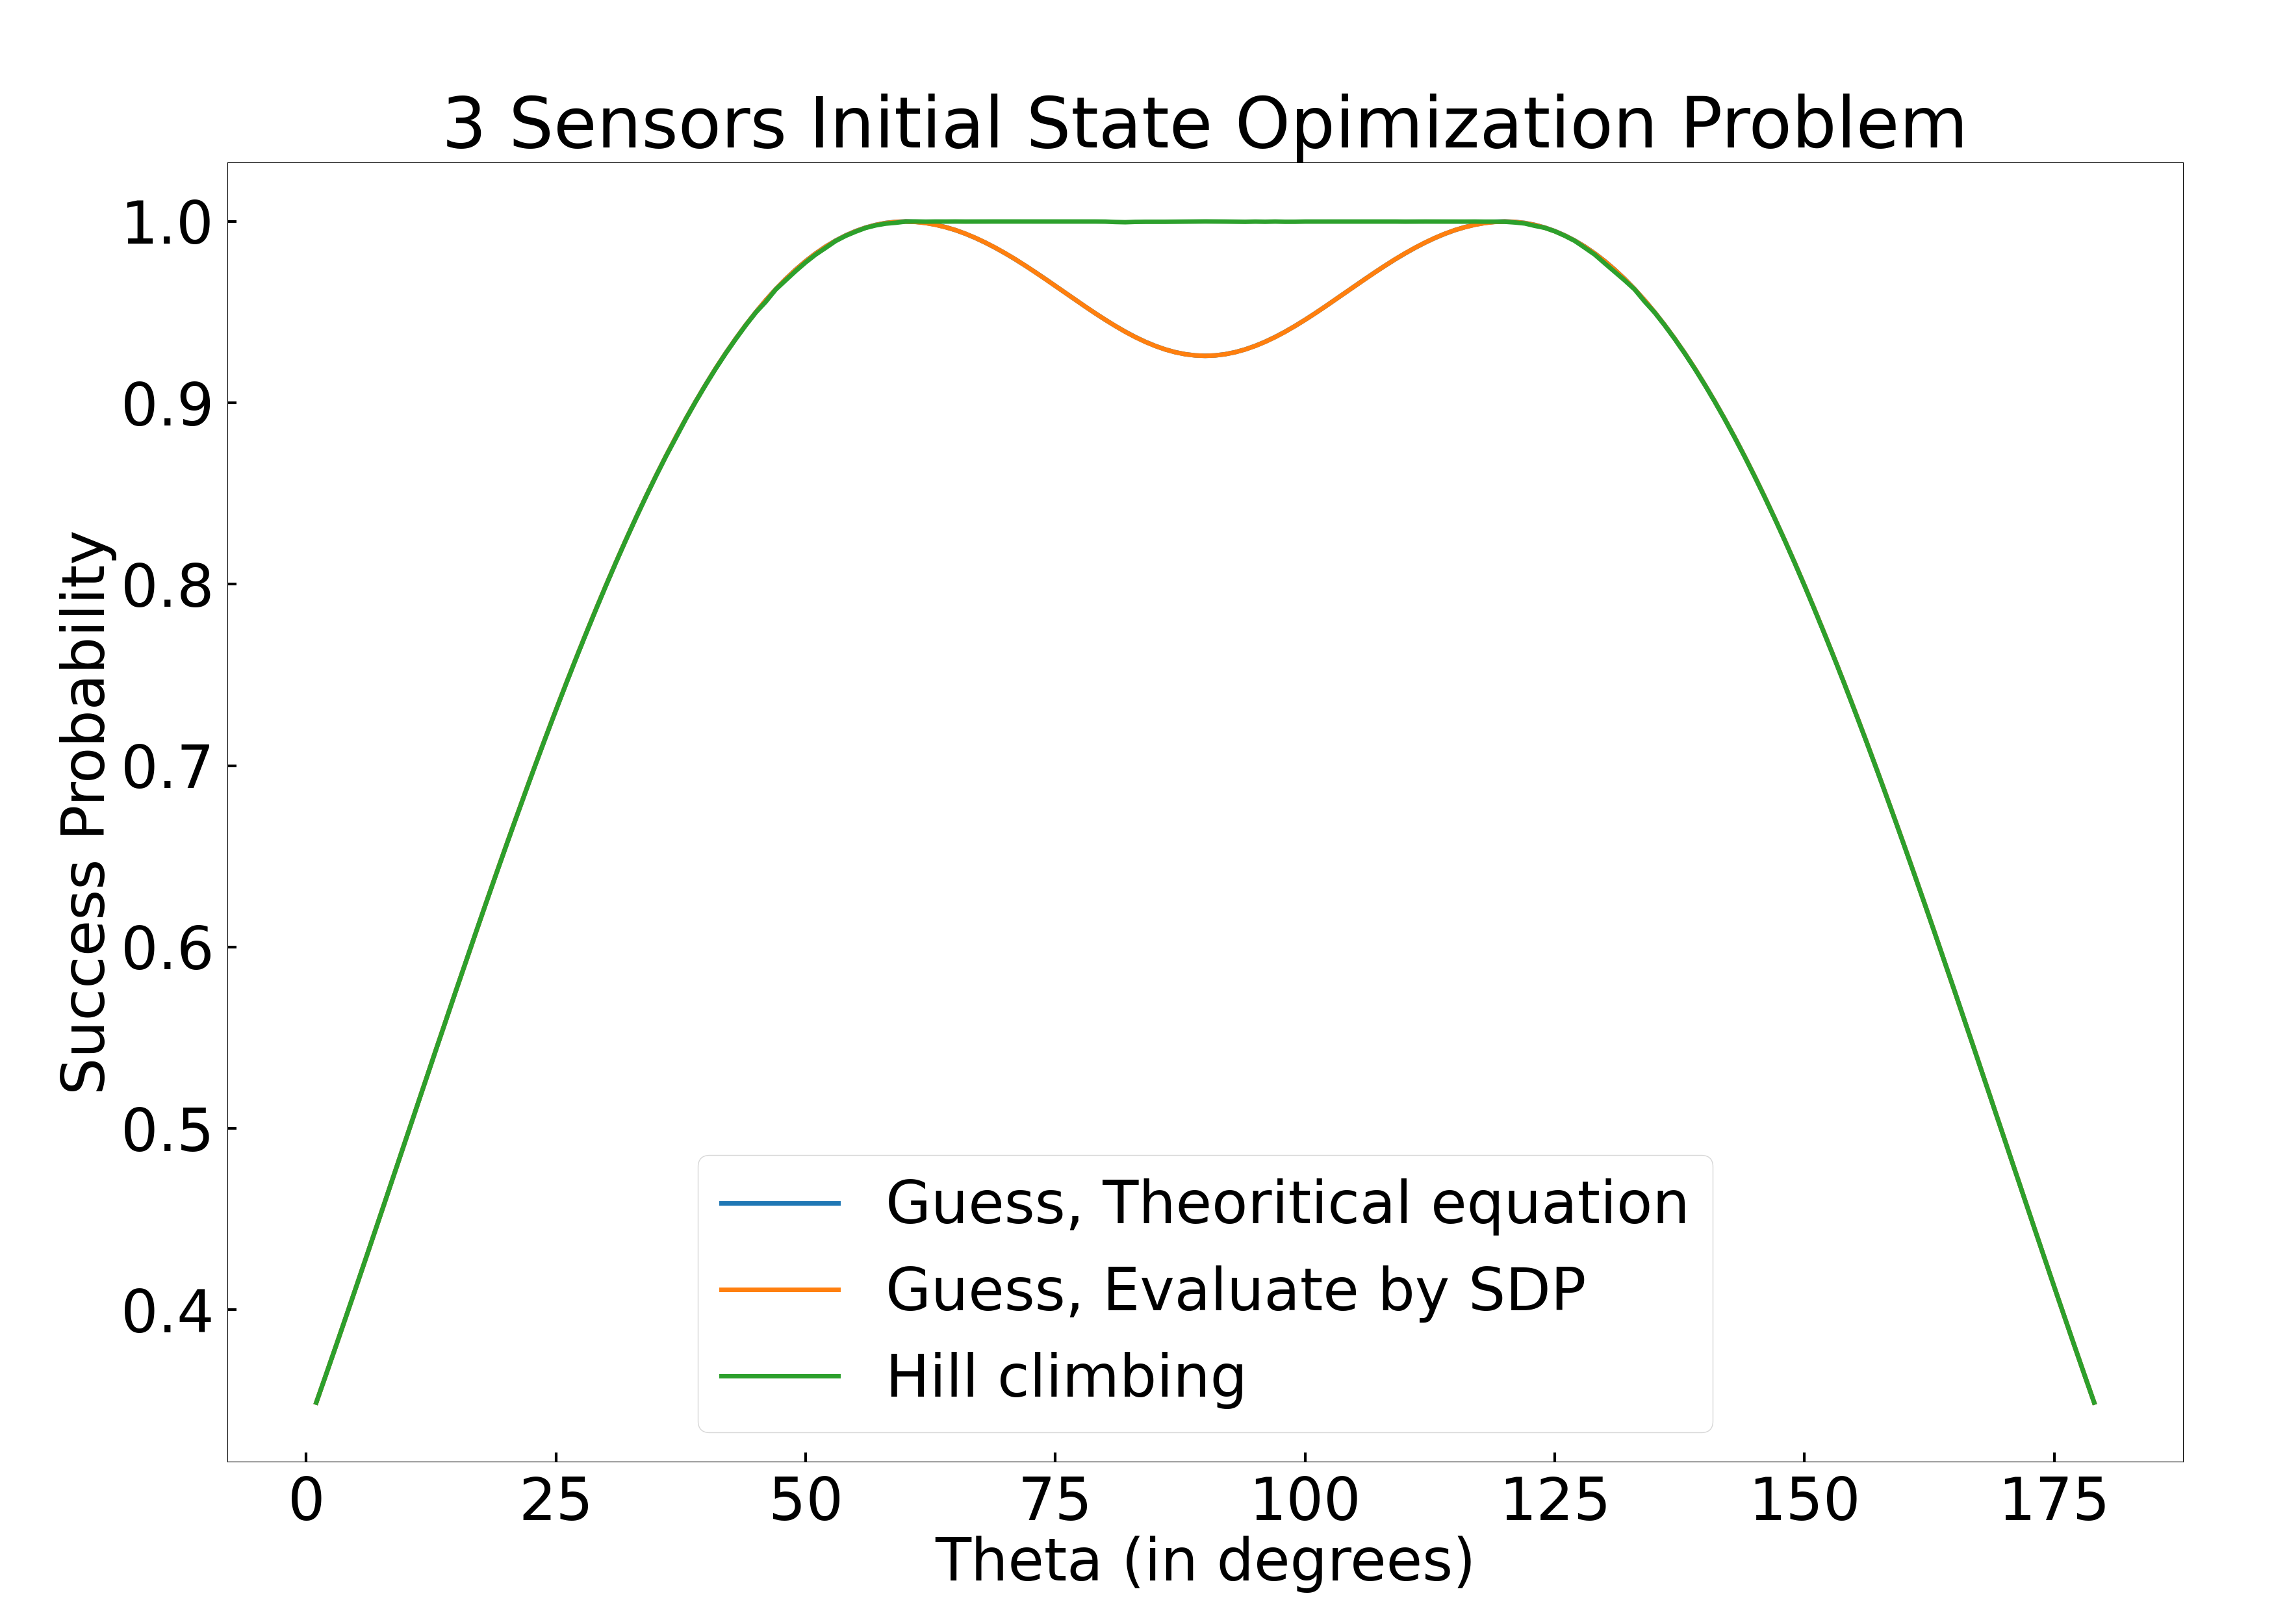 3 Sensors Initial State Opimization Problem
Success Probability
1.0
0.9
0.8
0.7
0.6
0.5
0.4
Guess, Theoritical equation
Guess, Evaluate by SDP
Hill climbing
0 25 50 75 100 125 150 175
Theta (in degrees)